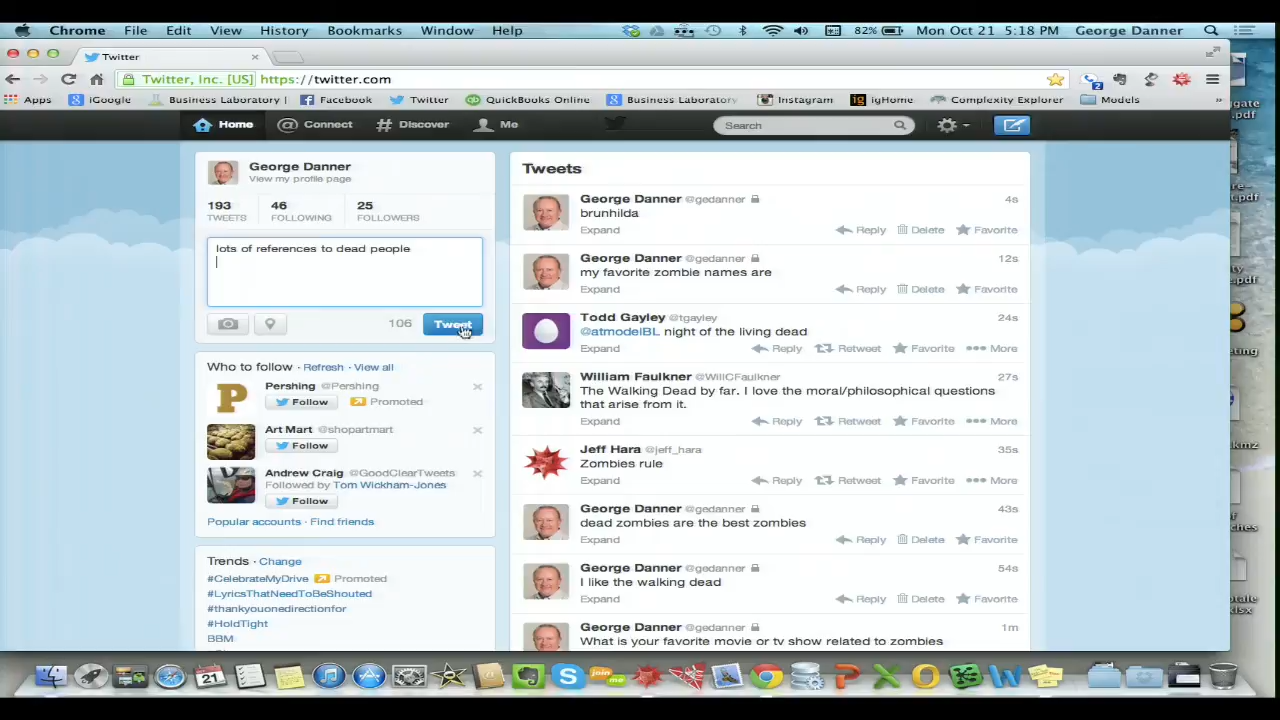 Chrome File Edit View History Bookmarks Window Help 82% Mon Oct 21 5:18 PM George Danner
Twitter
Twitter, Inc. [US] https://twitter.com 2
Apps iGoogle Business Laboratory | Facebook Twitter QuickBooks Online Business Laboratory Instagram ig igHome Complexity Explorer Models »
Home @ Connect # Discover Me Search
George Danner
View my profile page
193 46 25
TWEETS FOLLOWING FOLLOWERS
lots of references to dead people
106 Tweet
Who to follow · Refresh · View all
Pershing @Pershing
Follow Promoted
Art Mart @shopartmart
Follow
Andrew Craig @GoodClearTweets
Followed by Tom Wickham-Jones
Follow
Popular accounts · Find friends
Trends · Change
#CelebrateMyDrive Promoted
#LyricsThatNeedToBeShouted
#thankyouonedirectionfor
#HoldTight
BBM
Tweets
George Danner @gedanner 4s
brunhilda
Expand Reply Delete Favorite
George Danner @gedanner 12s
my favorite zombie names are
Expand Reply Delete Favorite
Todd Gayley @tgayley 24s
@atmodelBL night of the living dead
Expand Reply Retweet Favorite More
William Faulkner @WillCFaulkner 27s
The Walking Dead by far. I love the moral/philosophical questions
that arise from it.
Expand Reply Retweet Favorite More
Jeff Hara @jeff_hara 35s
Zombies rule
Expand Reply Retweet Favorite More
George Danner @gedanner 43s
dead zombies are the best zombies
Expand Reply Delete Favorite
George Danner @gedanner 54s
I like the walking dead
Expand Reply Delete Favorite
George Danner @gedanner 1m
What is your favorite movie or tv show related to zombies
21 join me